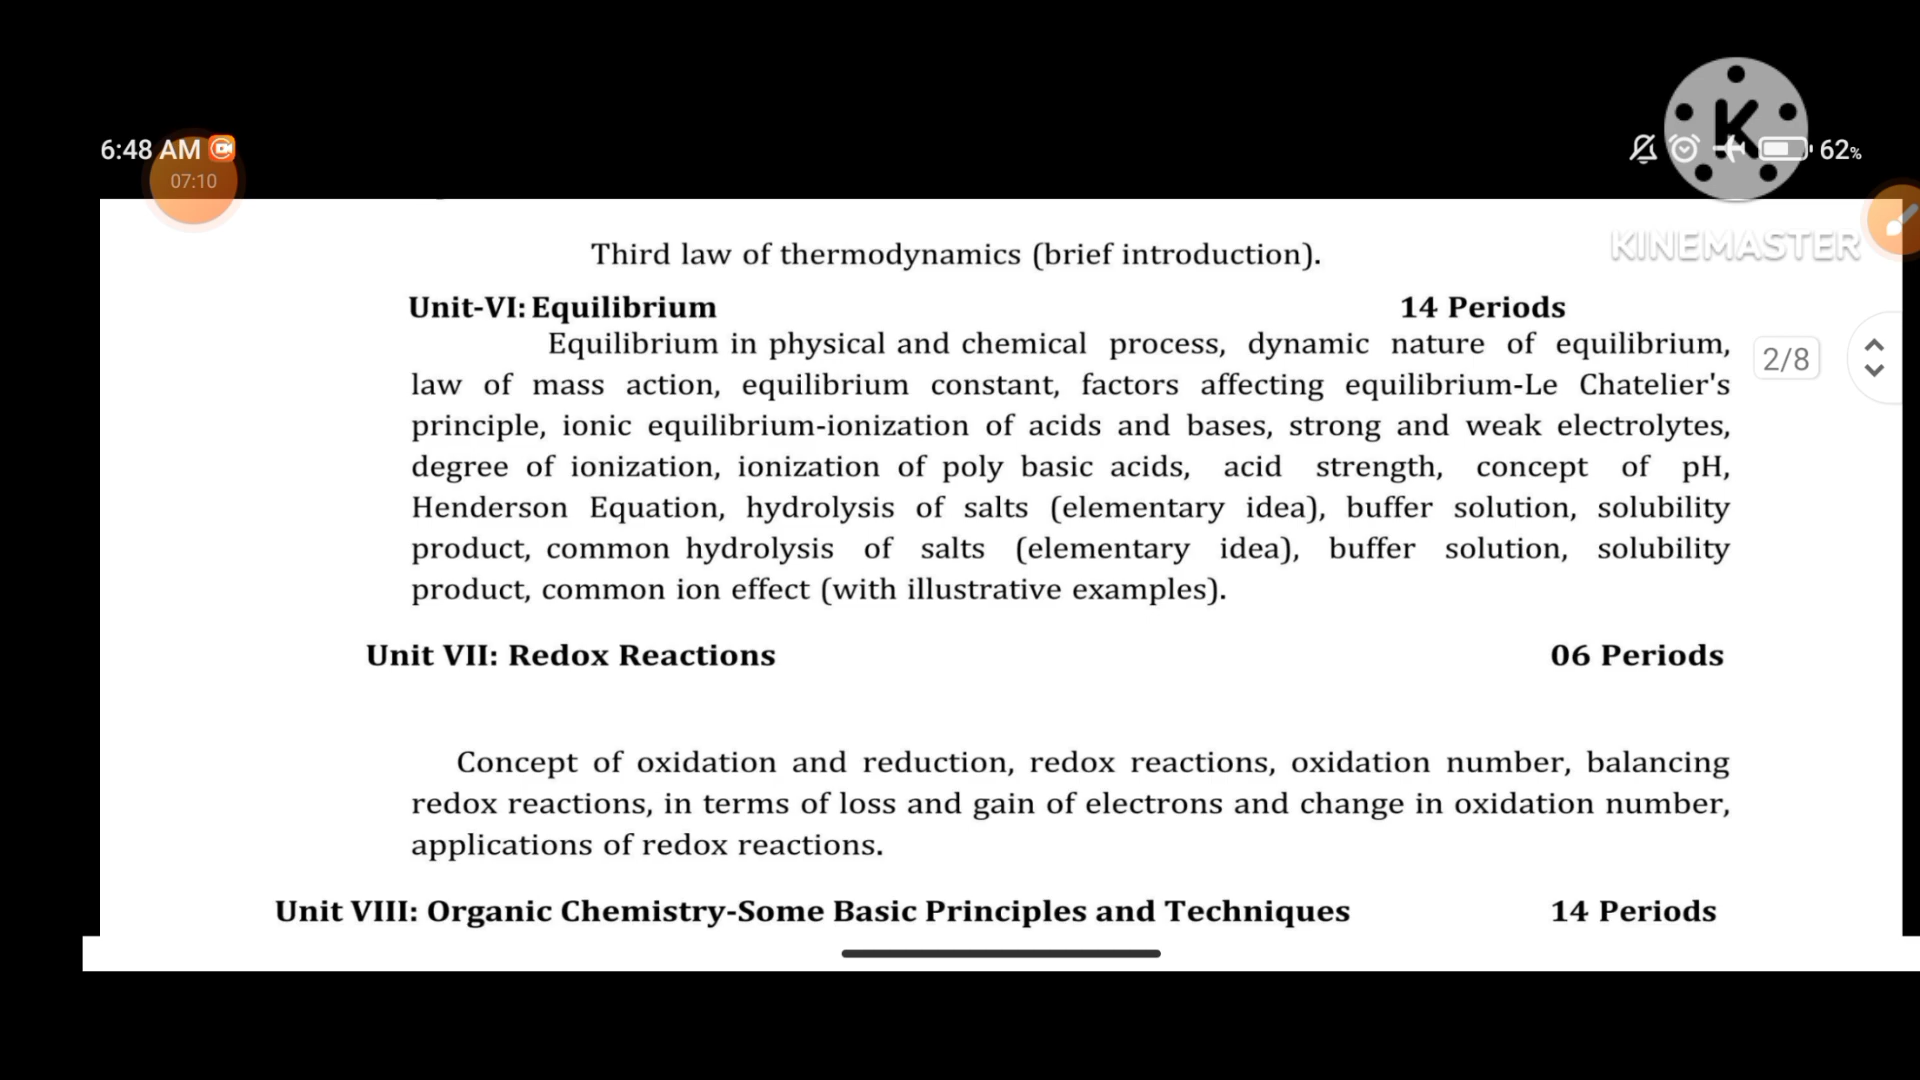 6:48 AM
07:10
62%
K
KINEMASTER
Third law of thermodynamics (brief introduction).
Unit-VI: Equilibrium 14 Periods
Equilibrium in physical and chemical process, dynamic nature of equilibrium,
2/8
law of mass action, equilibrium constant, factors affecting equilibrium-Le Chatelier's
principle, ionic equilibrium-ionization of acids and bases, strong and weak electrolytes,
degree of ionization, ionization of poly basic acids, acid strength, concept of pH,
Henderson Equation, hydrolysis of salts (elementary idea), buffer solution, solubility
product, common hydrolysis of salts (elementary idea), buffer solution, solubility
product, common ion effect (with illustrative examples).
Unit VII: Redox Reactions 06 Periods
Concept of oxidation and reduction, redox reactions, oxidation number, balancing
redox reactions, in terms of loss and gain of electrons and change in oxidation number,
applications of redox reactions.
Unit VIII: Organic Chemistry-Some Basic Principles and Techniques 14 Periods